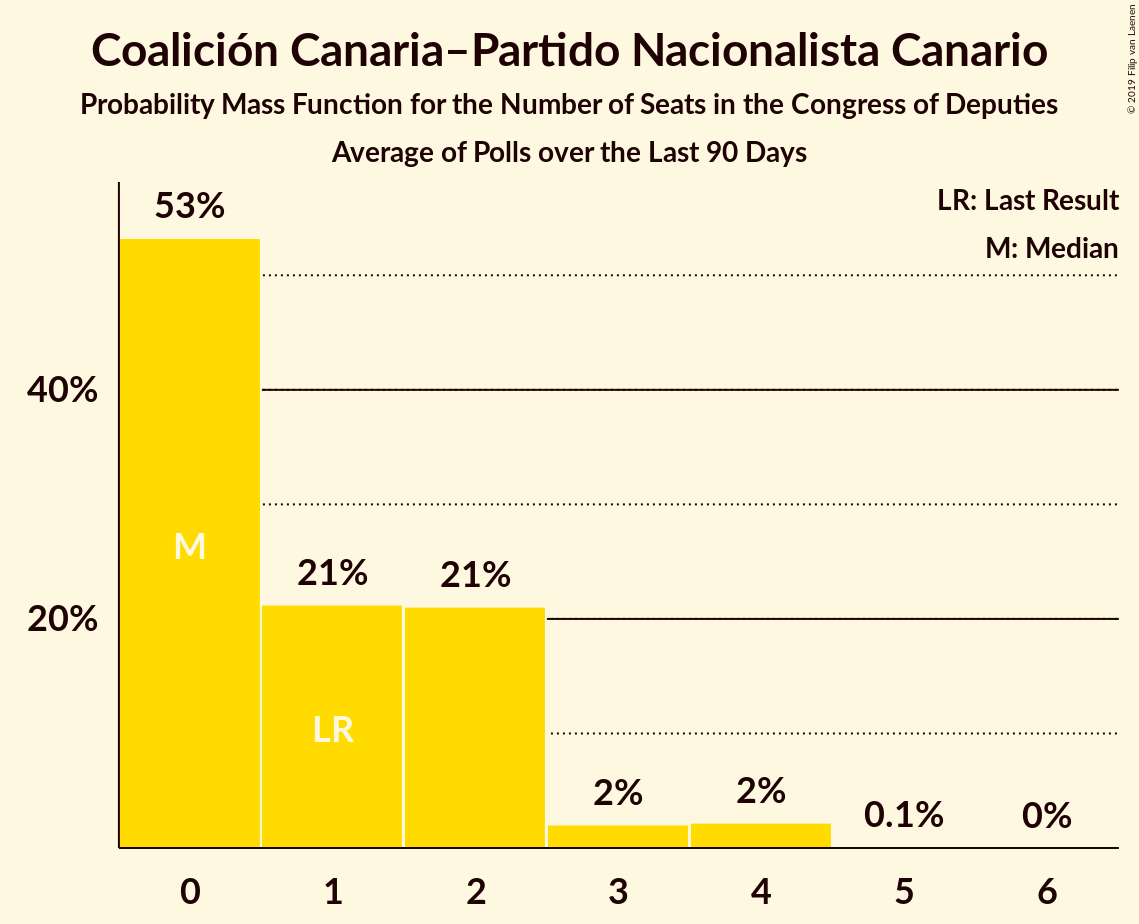 Coalición Canaria–Partido Nacionalista Canario
Probability Mass Function for the Number of Seats in the Congress of Deputies
Average of Polls over the Last 90 Days
© 2019 Filip van Laenen
LR: Last Result
M: Median
53%
40%
M
21%
21%
20%
LR
2%
2%
0.1%
0%
0
1
2
3
4
5
6